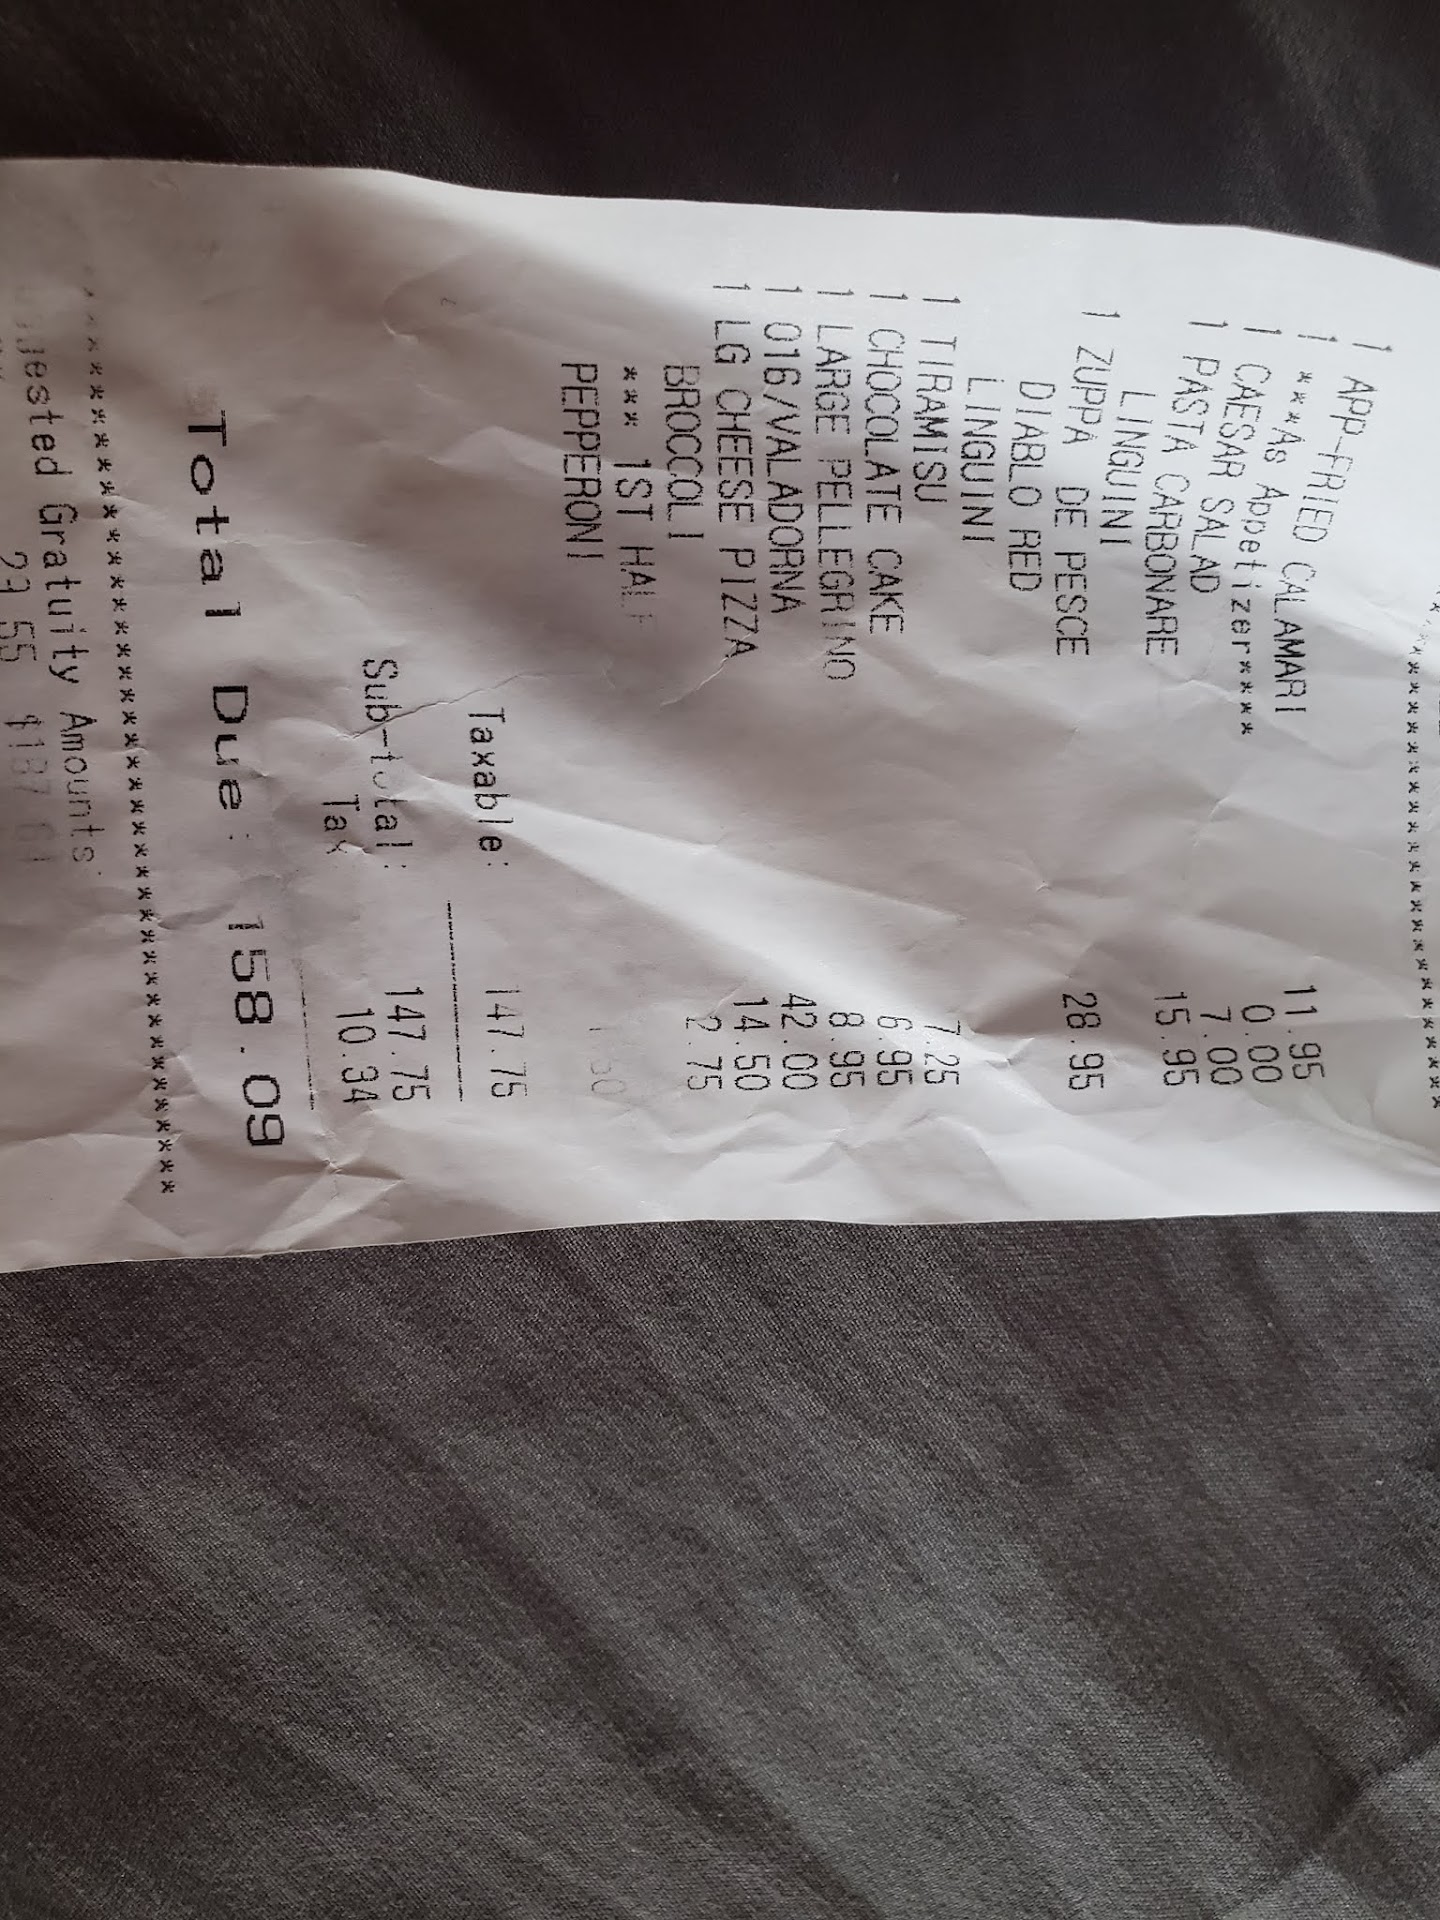 ****************************
1 APP-FRIED CALAMARI 11.95
1 ***As Appetizer**** 0.00
1 CAESAR SALAD 7.00
1 PASTA CARBONARE 15.95
LINGUINI
1 ZUPPA DE PESCE 28.95
DIABLO RED
LINGUINI
1 TIRAMISU 7.25
1 CHOCOLATE CAKE 6.95
1 LARGE PELLEGRINO 8.95
1 016/VALADORNA 42.00
1 LG CHEESE PIZZA 14.50
BROCCOLI 2.75
*** 1ST HALF
PEPPERONI 1.50
Taxable: 147.75
Sub-total: 147.75
Tax 10.34
Total Due: 158.09
****************************************
Gratuity Amounts: